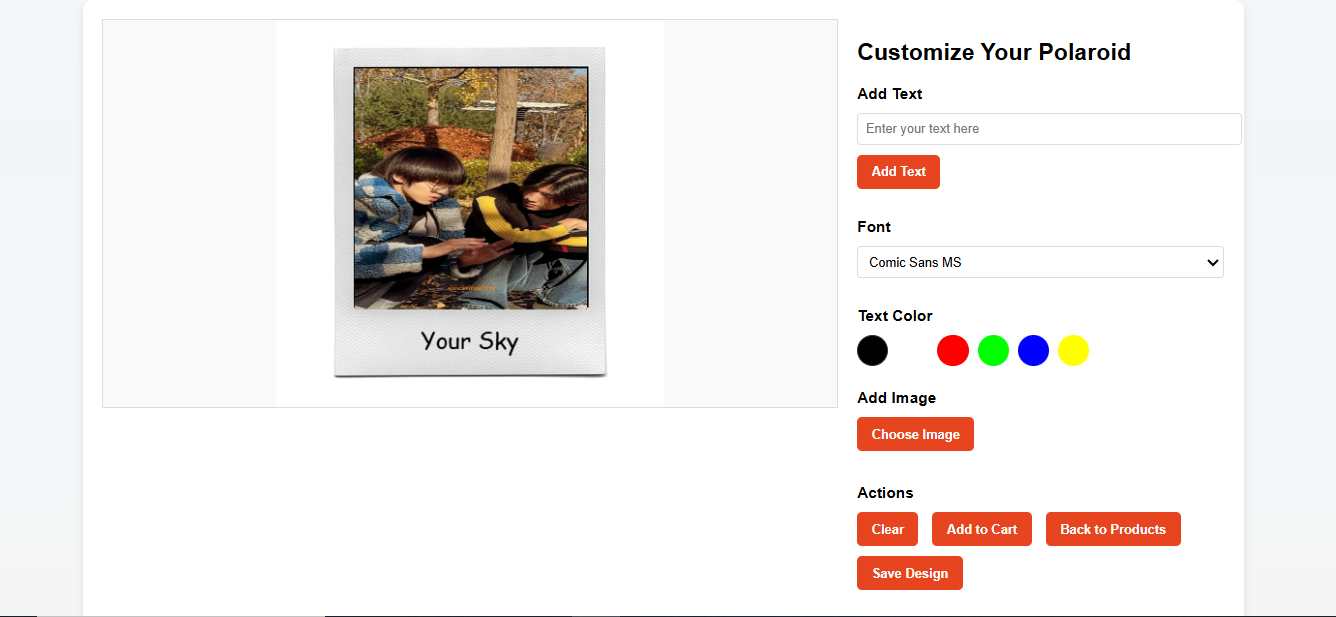 Your Sky
Customize Your Polaroid
Add Text
Enter your text here
Add Text
Font
Comic Sans MS
Text Color
Add Image
Choose Image
Actions
Clear
Add to Cart
Back to Products
Save Design